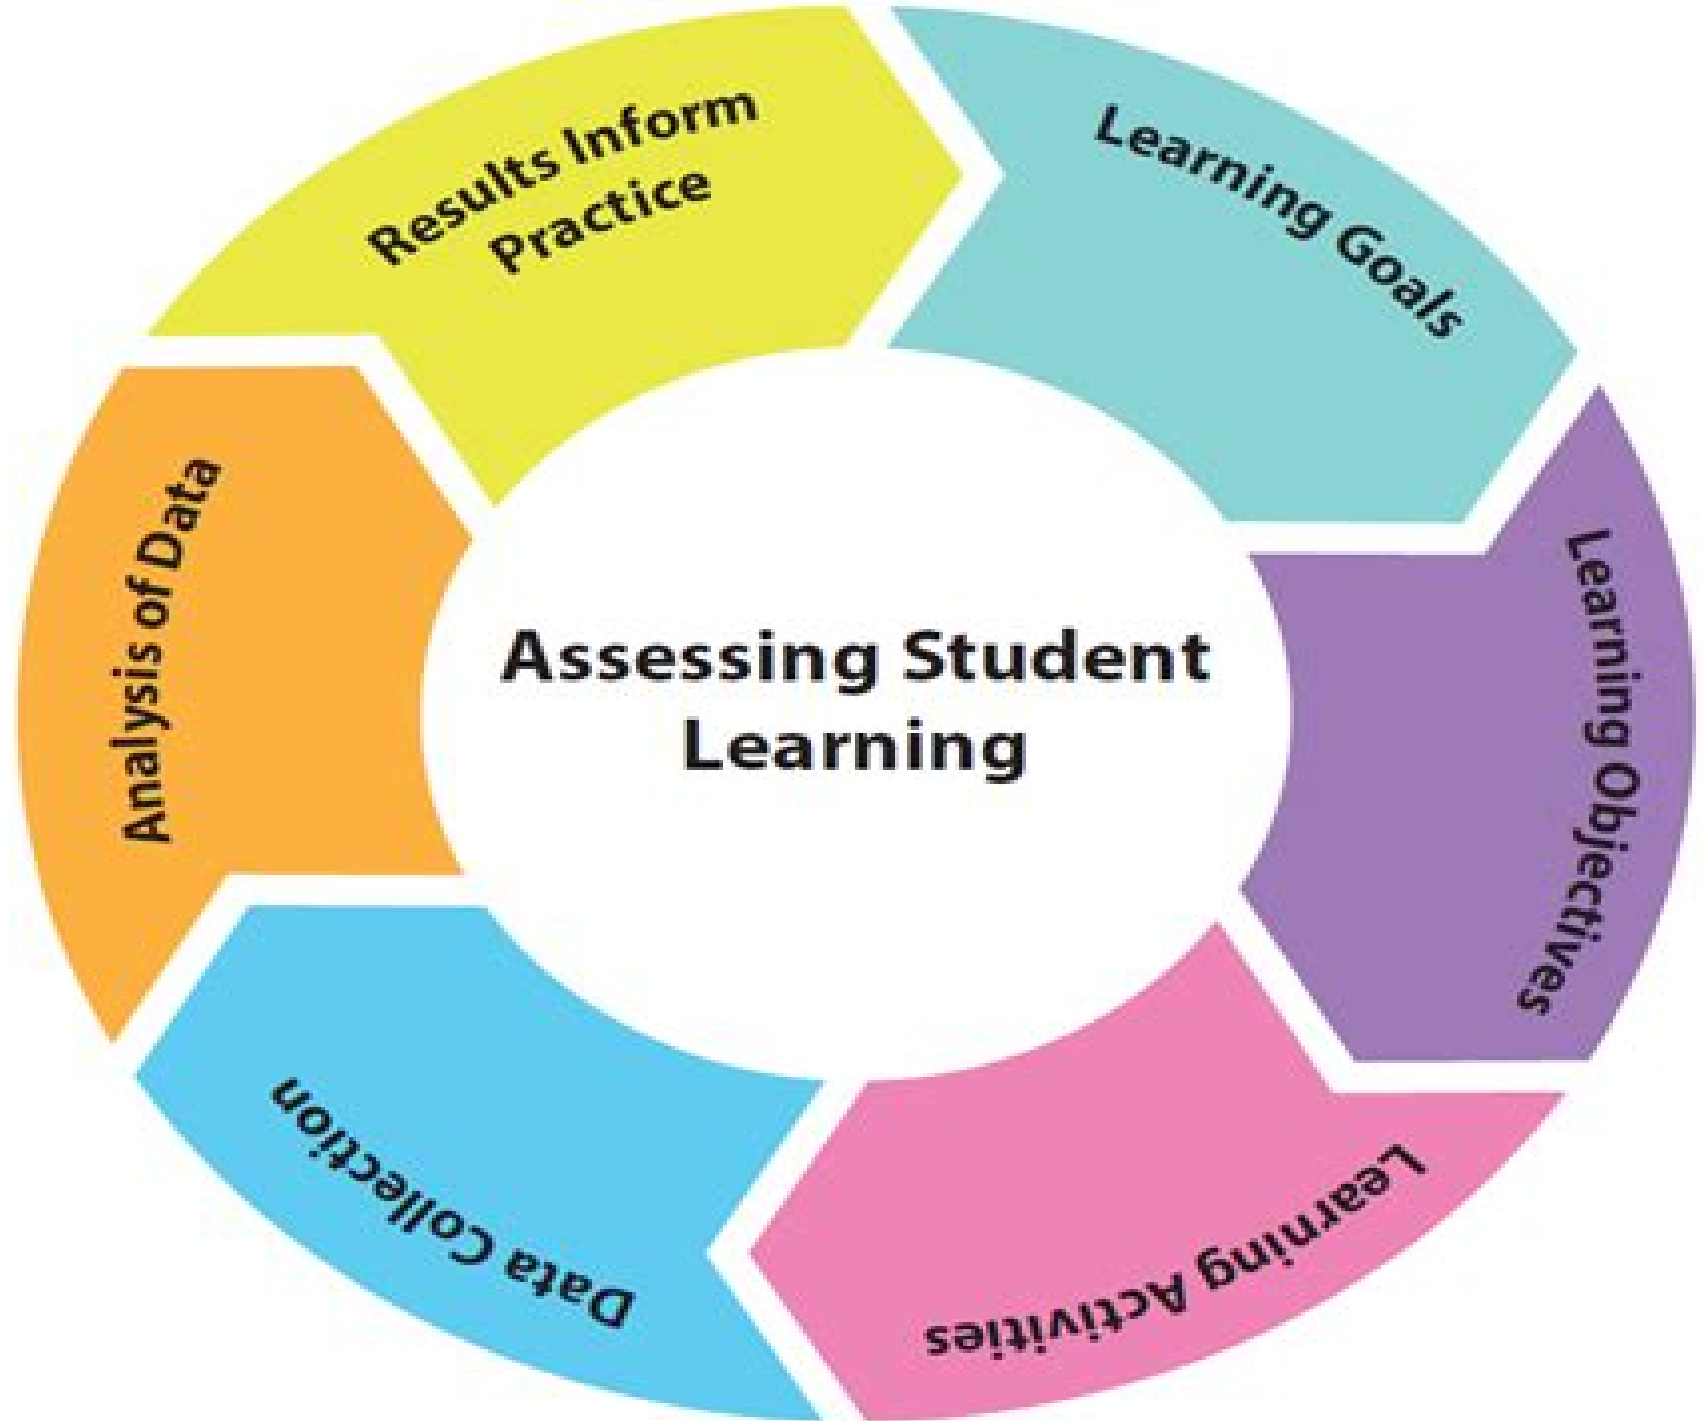 Results Inform
Practice
Learning Goals
Learning Objectives
Learning Activities
Data Collection
Analysis of Data
Assessing Student
Learning